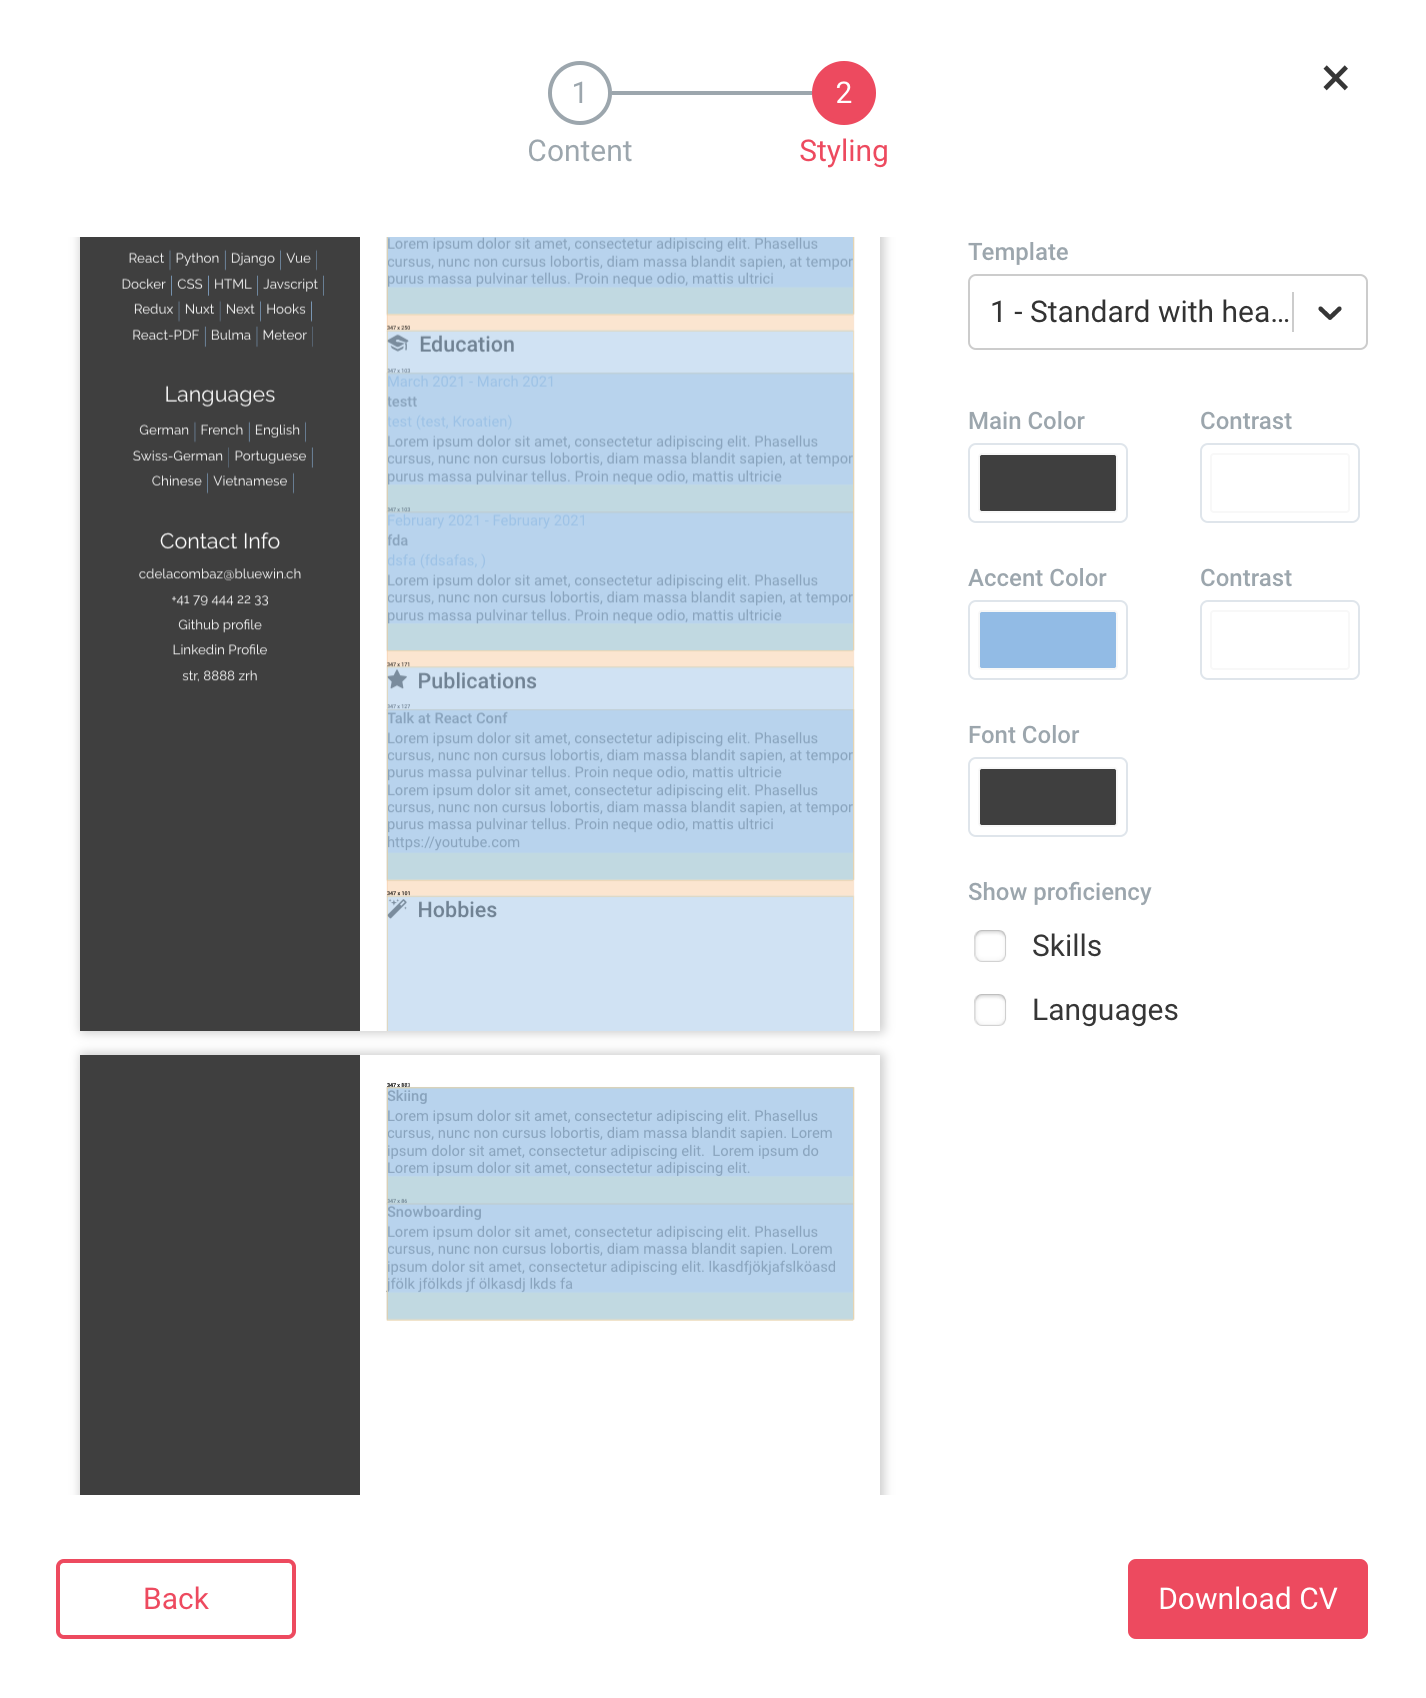 1
2
Content
Styling
React Python Django Vue
Docker CSS HTML Javscript
Redux Nuxt Next Hooks
React-PDF Bulma Meteor
Languages
German French English
Swiss-German Portuguese
Chinese Vietnamese
Contact Info
cdelacombaz@bluewin.ch
+41 79 444 22 33
Github profile
Linkedin Profile
str, 8888 zrh
Lorem ipsum dolor sit amet, consectetur adipiscing elit. Phasellus
cursus, nunc non cursus lobortis, diam massa blandit sapien, at tempor
purus massa pulvinar tellus. Proin neque odio, mattis ultrici
347 x 250
Education
347 x 103
March 2021 - March 2021
testt
test (test, Kroatien)
Lorem ipsum dolor sit amet, consectetur adipiscing elit. Phasellus
cursus, nunc non cursus lobortis, diam massa blandit sapien, at tempor
purus massa pulvinar tellus. Proin neque odio, mattis ultricie
347 x 103
February 2021 - February 2021
fda
dsfa (fdsafas, )
Lorem ipsum dolor sit amet, consectetur adipiscing elit. Phasellus
cursus, nunc non cursus lobortis, diam massa blandit sapien, at tempor
purus massa pulvinar tellus. Proin neque odio, mattis ultricie
347 x 171
Publications
347 x 127
Talk at React Conf
Lorem ipsum dolor sit amet, consectetur adipiscing elit. Phasellus
cursus, nunc non cursus lobortis, diam massa blandit sapien, at tempor
purus massa pulvinar tellus. Proin neque odio, mattis ultricie
Lorem ipsum dolor sit amet, consectetur adipiscing elit. Phasellus
cursus, nunc non cursus lobortis, diam massa blandit sapien, at tempor
purus massa pulvinar tellus. Proin neque odio, mattis ultrici
https://youtube.com
347 x 101
Hobbies
Skiing
Lorem ipsum dolor sit amet, consectetur adipiscing elit. Phasellus
cursus, nunc non cursus lobortis, diam massa blandit sapien. Lorem
ipsum dolor sit amet, consectetur adipiscing elit.  Lorem ipsum do
Lorem ipsum dolor sit amet, consectetur adipiscing elit.
347 x 86
Snowboarding
Lorem ipsum dolor sit amet, consectetur adipiscing elit. Phasellus
cursus, nunc non cursus lobortis, diam massa blandit sapien. Lorem
ipsum dolor sit amet, consectetur adipiscing elit. lkasdfjökjafslköasd
jfölk jfölkds jf ölkasdj lkds fa
Template
1 - Standard with hea...
Main Color
Contrast
Accent Color
Contrast
Font Color
Show proficiency
Skills
Languages
Back
Download CV